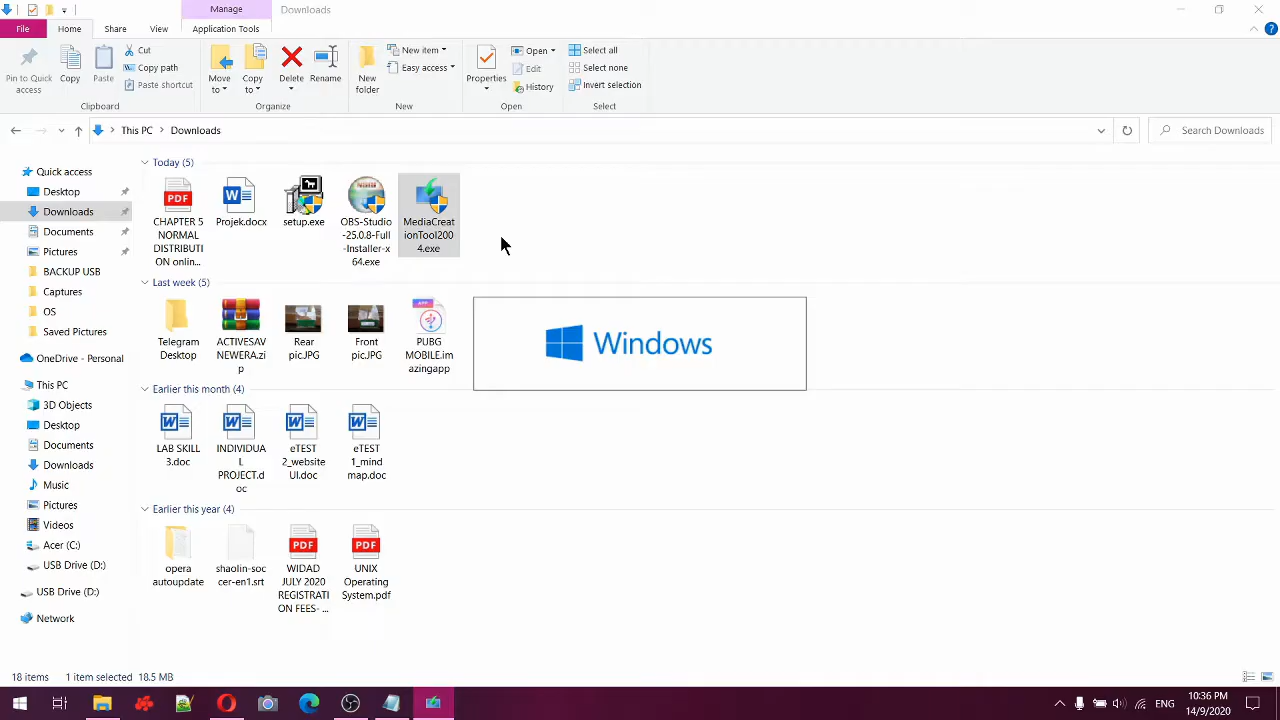 Manage
Downloads
File
Home
Share
View
Application Tools
Pin to Quick
access
Copy
Paste
Cut
Copy path
Paste shortcut
Clipboard
Move
to
Copy
to
Delete
Rename
Organize
New
folder
New item
Easy access
New
Properties
Open
Edit
History
Open
Select all
Select none
Invert selection
Select
This PC
Downloads
Search Downloads
Quick access
Desktop
Downloads
Documents
Pictures
BACKUP USB
Captures
OS
Saved Pictures
OneDrive - Personal
This PC
3D Objects
Desktop
Documents
Downloads
Music
Pictures
Videos
Acer (C:)
USB Drive (D:)
USB Drive (D:)
Network
Today (5)
PDF
CHAPTER 5
NORMAL
DISTRIBUTI
ON onlin...
Projek.docx
setup.exe
OBS-Studio
-25.0.8-Full
-Installer-x
64.exe
MediaCreat
ionTool200
4.exe
Last week (5)
Telegram
Desktop
ACTIVESAV
NEWERA.zi
p
Rear
pic.JPG
Front
pic.JPG
PUBG
MOBILE.im
azingapp
Windows
Earlier this month (4)
LAB SKILL
3.doc
INDIVIDUA
L
PROJECT.d
oc
eTEST
2_website
UI.doc
eTEST
1_mind
map.doc
Earlier this year (4)
opera
autoupdate
shaolin-soc
cer-en1.srt
PDF
WIDAD
JULY 2020
REGISTRATI
ON FEES- ...
PDF
UNIX
Operating
System.pdf
18 items
1 item selected
18.5 MB
ENG
10:36 PM
14/9/2020